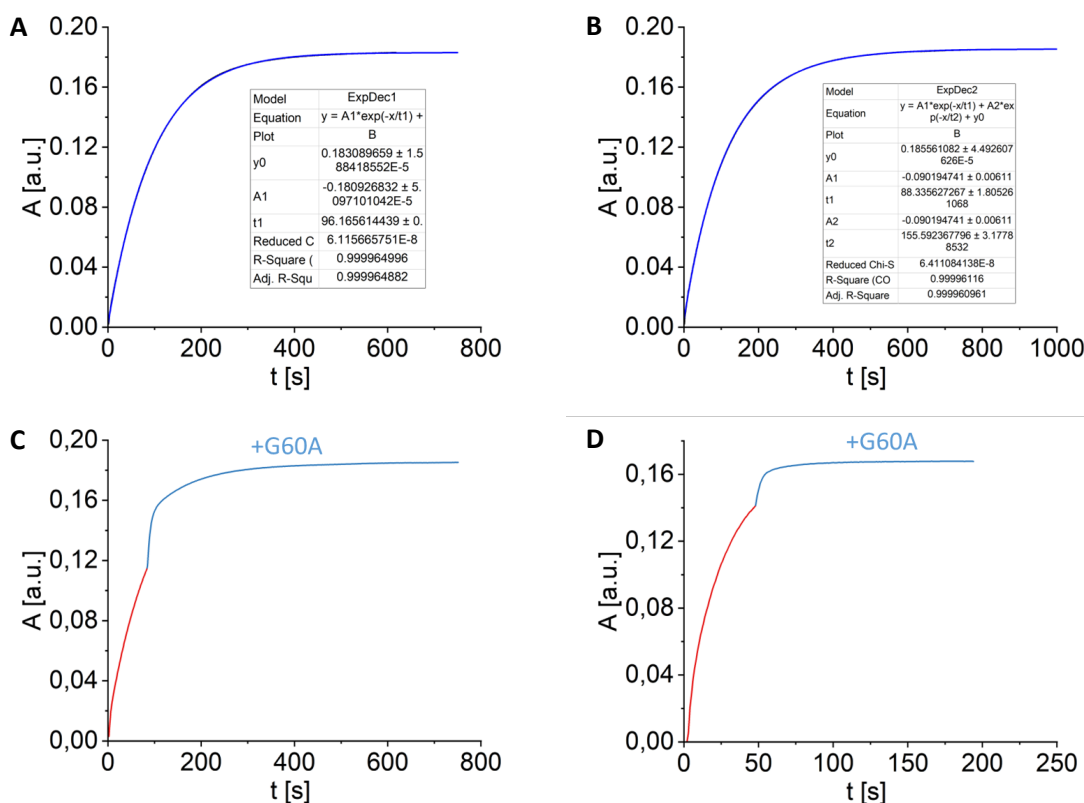 A
0.20
0.16
0.12
0.08
0.04
0.00
A [a.u.]
Model ExpDec1
Equation y = A1*exp(-x/t1) +
Plot B
y0 0.183089659 ± 1.5
88418552E-5
A1 -0.180926832 ± 5.
097101042E-5
t1 96.165614439 ± 0.
Reduced C 6.115665751E-8
R-Square ( 0.999964996
Adj. R-Squ 0.999964882
0 200 400 600 800
t [s]
B
0.20
0.16
0.12
0.08
0.04
0.00
A [a.u.]
Model ExpDec2
Equation y = A1*exp(-x/t1) + A2*ex
p(-x/t2) + y0
Plot B
y0 0.185561082 ± 4.492607
626E-5
A1 -0.090194741 ± 0.00611
t1 88.335627267 ± 1.80526
1068
A2 -0.090194741 ± 0.00611
t2 155.592367796 ± 3.1778
8532
Reduced Chi-S 6.411084138E-8
R-Square (CO 0.99996116
Adj. R-Square 0.999960961
0 200 400 600 800 1000
t [s]
C
+G60A
0,20
0,16
0,12
0,08
0,04
0,00
A [a.u.]
0 200 400 600 800
t [s]
D
+G60A
0,16
0,12
0,08
0,04
0,00
A [a.u.]
0 50 100 150 200 250
t [s]